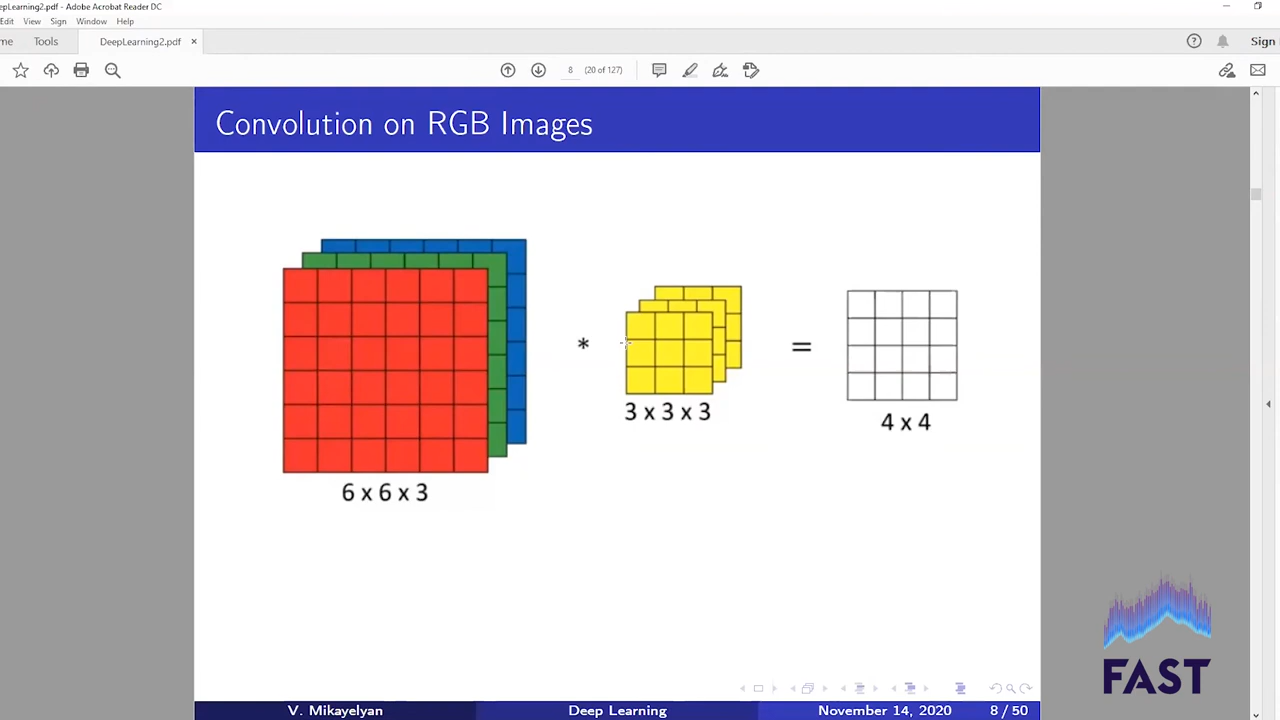 epLearning2.pdf - Adobe Acrobat Reader DC
Edit View Sign Window Help
me Tools DeepLearning2.pdf × Sign
8 (20 of 127)
Convolution on RGB Images
* =
3 x 3 x 3
4 x 4
6 x 6 x 3
FAST
V. Mikayelyan Deep Learning November 14, 2020 8 / 50